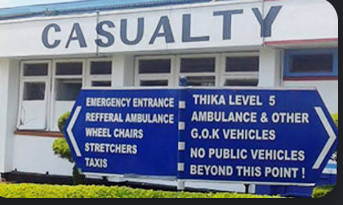 CASUALTY
EMERGENCY ENTRANCE
REFFERAL AMBULANCE
WHEEL CHAIRS
STRETCHERS
TAXIS
THIKA LEVEL 5
AMBULANCE & OTHER
G.O.K VEHICLES
NO PUBLIC VEHICLES
BEYOND THIS POINT !